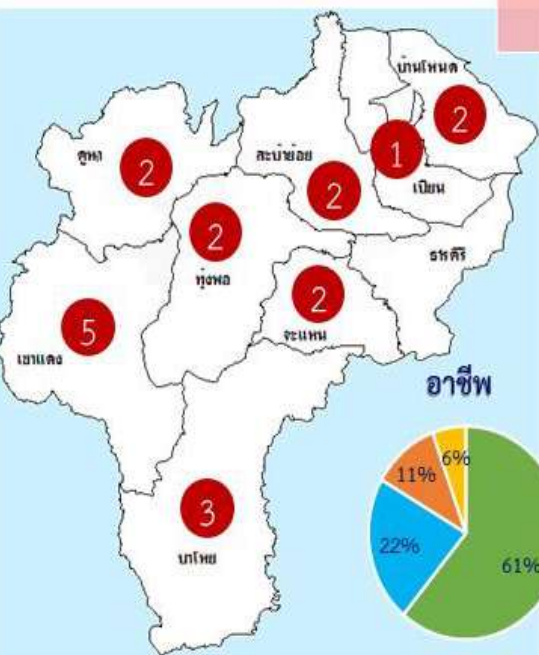 บ้านโหนด
2
1
คูหา
2
สะบ้าย้อย
2
เปียน
2
ทุ่งพอ
ธารคีรี
2
จะแหน
5
เขาแดง
อาชีพ
3
บาโหย
6%
11%
22%
61%